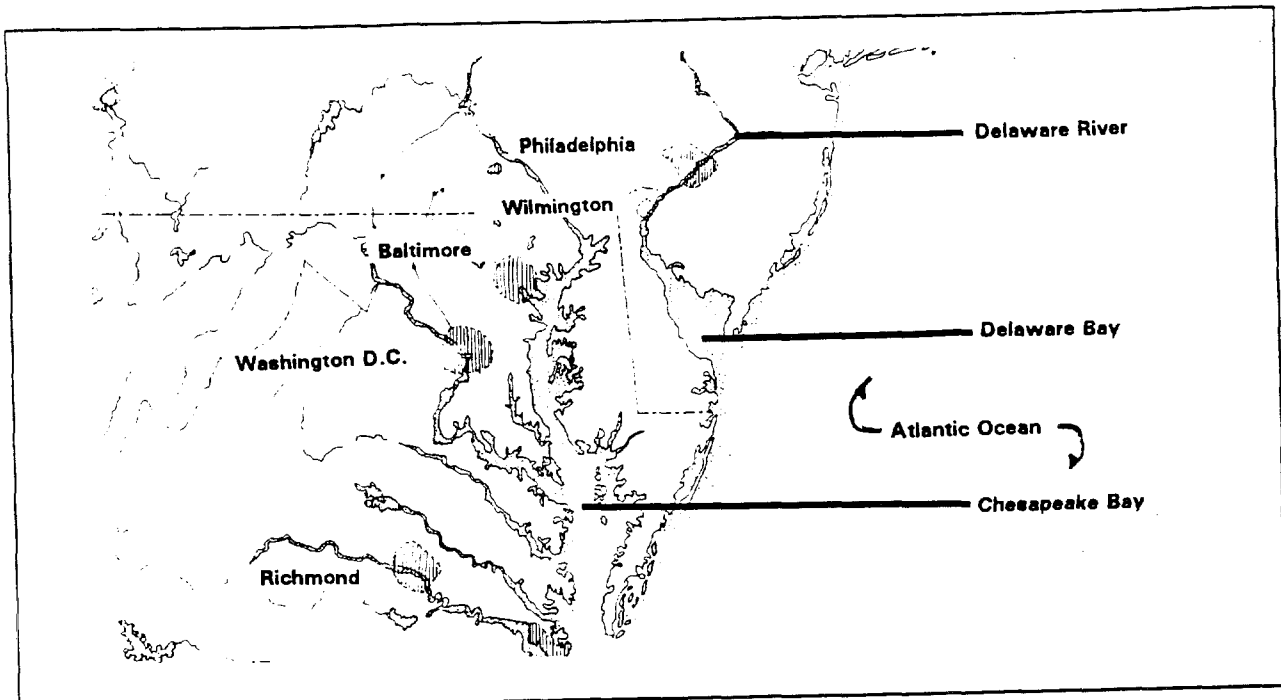 Delaware River
Philadelphia
Wilmington
Baltimore
Delaware Bay
Washington D.C.
Atlantic Ocean
Chesapeake Bay
Richmond